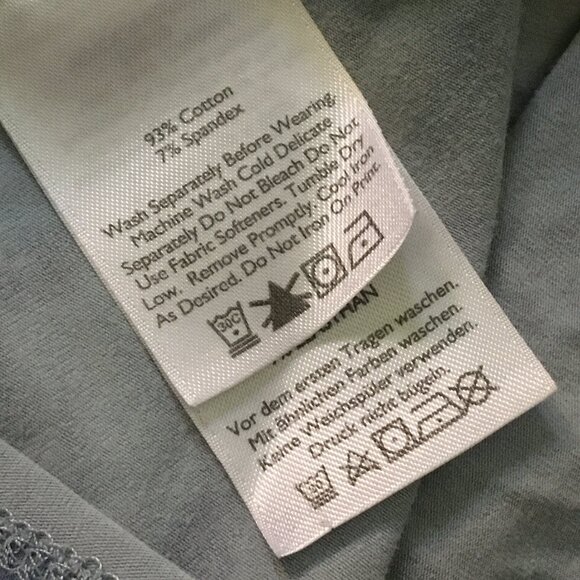 93% Cotton
7% Spandex
Wash Separately Before Wearing.
Machine Wash Cold Delicate
Separately Do Not Bleach Do Not
Use Fabric Softeners. Tumble Dry
Low. Remove Promptly. Cool Iron
As Desired. Do Not Iron On Print.
30C
Vor dem ersten Tragen waschen.
Mit ähnlichen Farben waschen.
Keine Weichspüler verwenden.
Druck nicht bügeln.